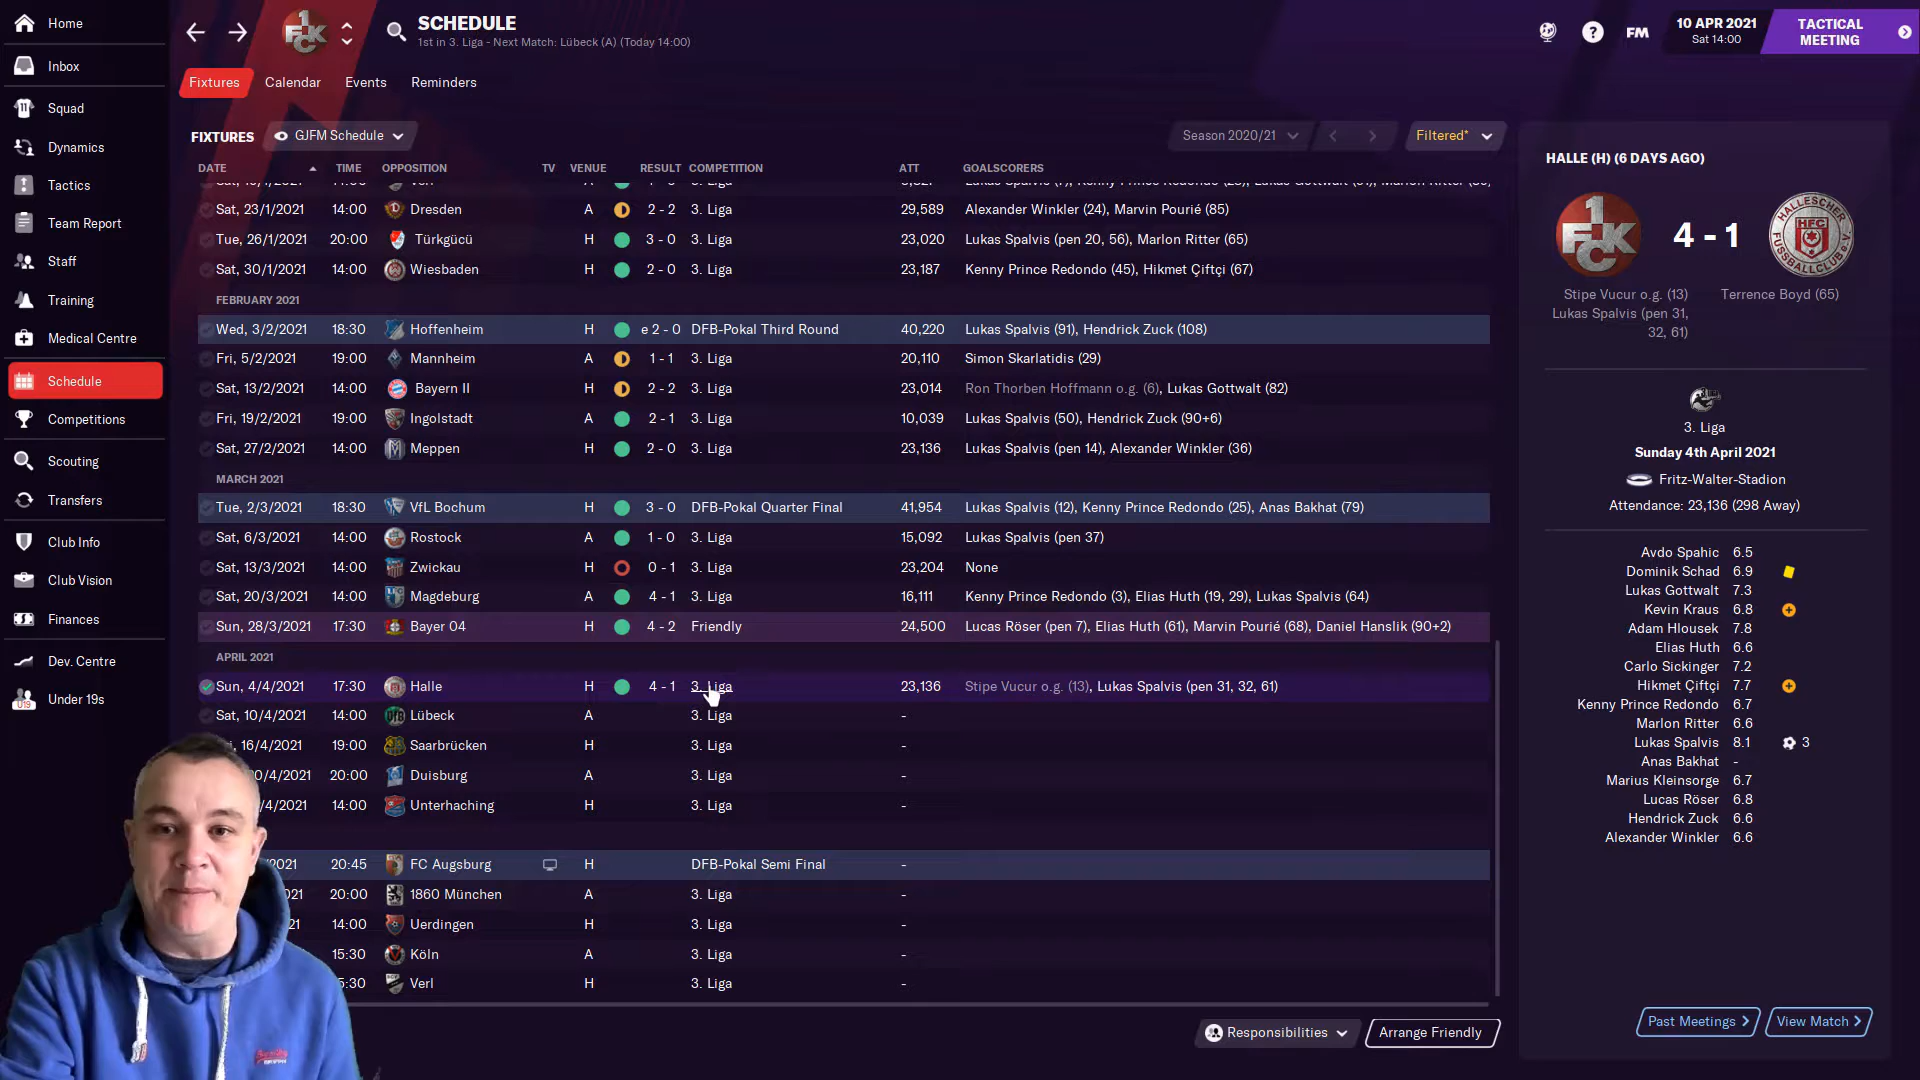 Home
Inbox
Squad
Dynamics
Tactics
Team Report
Staff
Training
Medical Centre
Schedule
Competitions
Scouting
Transfers
Club Info
Club Vision
Finances
Dev. Centre
Under 19s
SCHEDULE
1st in 3. Liga - Next Match: Lübeck (A) (Today 14:00)
FM
10 APR 2021
Sat 14:00
TACTICAL MEETING
Fixtures Calendar Events Reminders
FIXTURES GJFM Schedule Season 2020/21 Filtered*
DATE TIME OPPOSITION TV VENUE RESULT COMPETITION ATT GOALSCORERS
Sat, 23/1/2021 14:00 Dresden A 2 - 2 3. Liga 29,589 Alexander Winkler (24), Marvin Pourié (85)
Tue, 26/1/2021 20:00 Türkgücü H 3 - 0 3. Liga 23,020 Lukas Spalvis (pen 20, 56), Marlon Ritter (65)
Sat, 30/1/2021 14:00 Wiesbaden H 2 - 0 3. Liga 23,187 Kenny Prince Redondo (45), Hikmet Çiftçi (67)
FEBRUARY 2021
Wed, 3/2/2021 18:30 Hoffenheim H e 2 - 0 DFB-Pokal Third Round 40,220 Lukas Spalvis (91), Hendrick Zuck (108)
Fri, 5/2/2021 19:00 Mannheim A 1 - 1 3. Liga 20,110 Simon Skarlatidis (29)
Sat, 13/2/2021 14:00 Bayern II H 2 - 2 3. Liga 23,014 Ron Thorben Hoffmann o.g. (6), Lukas Gottwalt (82)
Fri, 19/2/2021 19:00 Ingolstadt A 2 - 1 3. Liga 10,039 Lukas Spalvis (50), Hendrick Zuck (90+6)
Sat, 27/2/2021 14:00 Meppen H 2 - 0 3. Liga 23,136 Lukas Spalvis (pen 14), Alexander Winkler (36)
MARCH 2021
Tue, 2/3/2021 18:30 VfL Bochum H 3 - 0 DFB-Pokal Quarter Final 41,954 Lukas Spalvis (12), Kenny Prince Redondo (25), Anas Bakhat (79)
Sat, 6/3/2021 14:00 Rostock A 1 - 0 3. Liga 15,092 Lukas Spalvis (pen 37)
Sat, 13/3/2021 14:00 Zwickau H 0 - 1 3. Liga 23,204 None
Sat, 20/3/2021 14:00 Magdeburg A 4 - 1 3. Liga 16,111 Kenny Prince Redondo (3), Elias Huth (19, 29), Lukas Spalvis (64)
Sun, 28/3/2021 17:30 Bayer 04 H 4 - 2 Friendly 24,500 Lucas Röser (pen 7), Elias Huth (61), Marvin Pourié (68), Daniel Hanslik (90+2)
APRIL 2021
Sun, 4/4/2021 17:30 Halle H 4 - 1 3. Liga 23,136 Stipe Vucur o.g. (13), Lukas Spalvis (pen 31, 32, 61)
Sat, 10/4/2021 14:00 Lübeck A 3. Liga -
16/4/2021 19:00 Saarbrücken H 3. Liga -
0/4/2021 20:00 Duisburg A 3. Liga -
/4/2021 14:00 Unterhaching H 3. Liga -
2021 20:45 FC Augsburg H DFB-Pokal Semi Final -
20:00 1860 München A 3. Liga -
14:00 Uerdingen H 3. Liga -
15:30 Köln A 3. Liga -
5:30 Verl H 3. Liga -
Responsibilities Arrange Friendly
HALLE (H) (6 DAYS AGO)
4 - 1
Stipe Vucur o.g. (13) Terrence Boyd (65)
Lukas Spalvis (pen 31,
32, 61)
3. Liga
Sunday 4th April 2021
Fritz-Walter-Stadion
Attendance: 23,136 (298 Away)
Avdo Spahic 6.5
Dominik Schad 6.9
Lukas Gottwalt 7.3
Kevin Kraus 6.8
Adam Hlousek 7.8
Elias Huth 6.6
Carlo Sickinger 7.2
Hikmet Çiftçi 7.7
Kenny Prince Redondo 6.7
Marlon Ritter 6.6
Lukas Spalvis 8.1 3
Anas Bakhat -
Marius Kleinsorge 6.7
Lucas Röser 6.8
Hendrick Zuck 6.6
Alexander Winkler 6.6
Past Meetings View Match